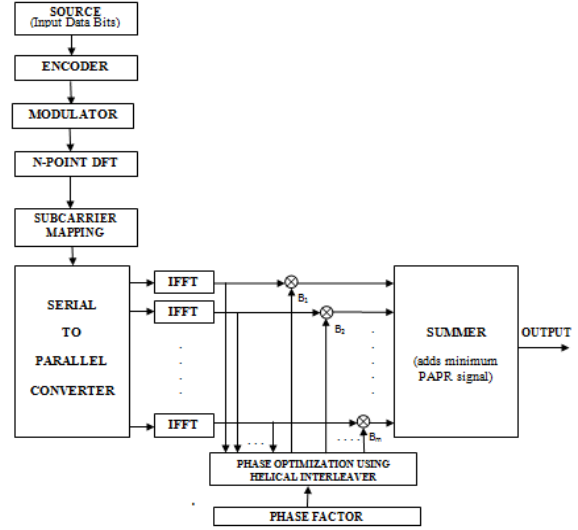 SOURCE
(Input Data Bits)
ENCODER
MODULATOR
N-POINT DFT
SUBCARRIER
MAPPING
SERIAL
TO
PARALLEL
CONVERTER
IFFT
IFFT
IFFT
B1
B2
Bm
SUMMER
(adds minimum
PAPR signal)
OUTPUT
PHASE OPTIMIZATION USING
HELICAL INTERLEAVER
PHASE FACTOR